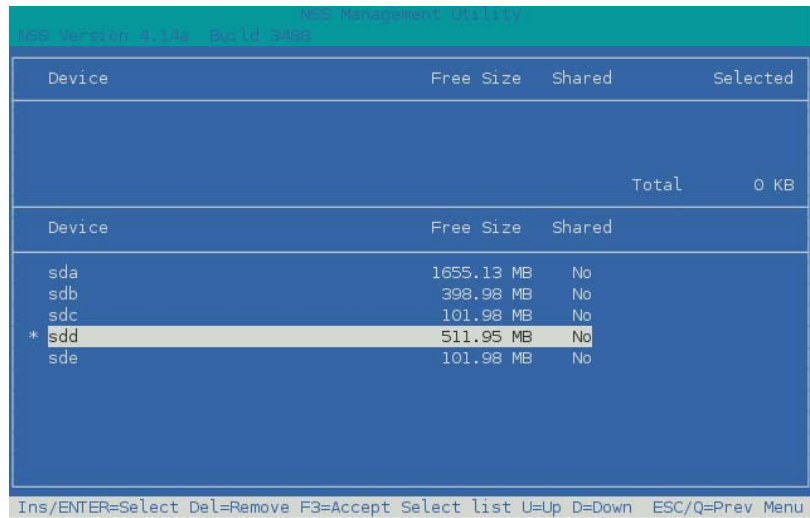 NSS Management Utility
NSS Version 4.14a Build 3488
Device Free Size Shared Selected
Total 0 KB
Device Free Size Shared
sda 1655.13 MB No
sdb 398.98 MB No
sdc 101.98 MB No
* sdd 511.95 MB No
sde 101.98 MB No
Ins/ENTER=Select Del=Remove F3=Accept Select list U=Up D=Down ESC/Q=Prev Menu